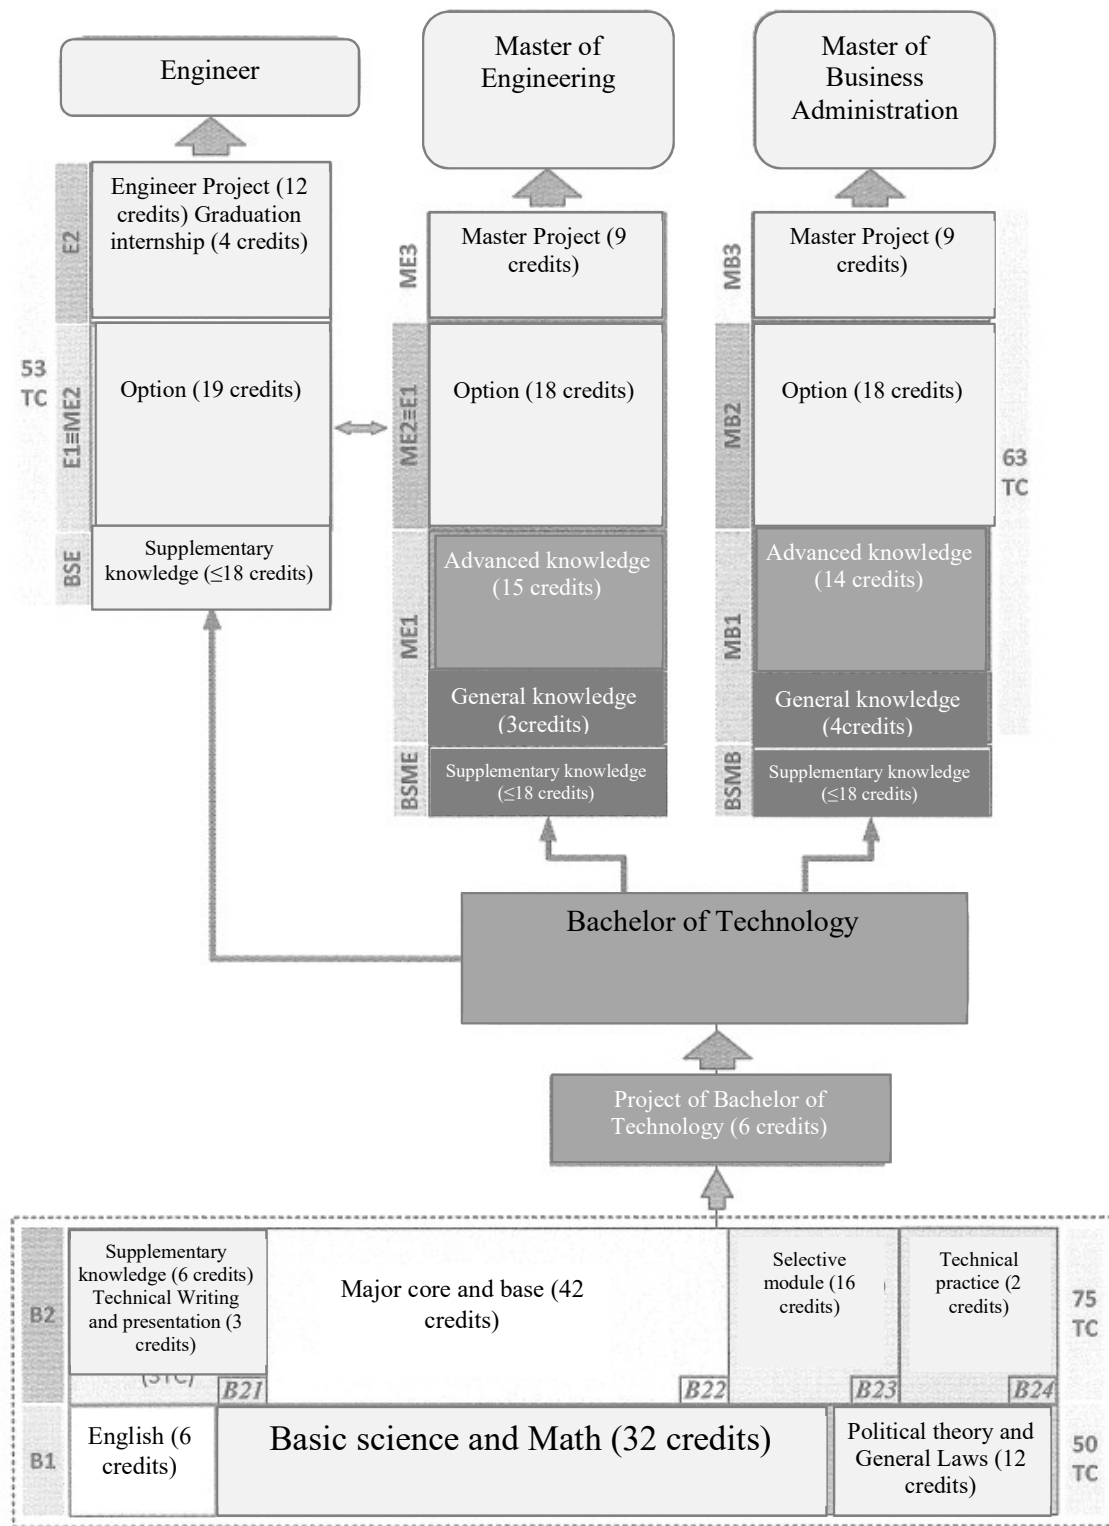 Engineer
Master of
Engineering
Master of
Business
Administration
E2
Engineer Project (12
credits) Graduation
internship (4 credits)
ME3
Master Project (9
credits)
MB3
Master Project (9
credits)
53
TC
E1≡ME2
Option (19 credits)
ME2≡E1
Option (18 credits)
MB2
Option (18 credits)
63
TC
BSE
Supplementary
knowledge (≤18 credits)
ME1
Advanced knowledge
(15 credits)
MB1
Advanced knowledge
(14 credits)
General knowledge
(3credits)
General knowledge
(4credits)
BSME
Supplementary knowledge
(≤18 credits)
BSMB
Supplementary knowledge
(≤18 credits)
Bachelor of Technology
Project of Bachelor of
Technology (6 credits)
B2
Supplementary
knowledge (6 credits)
Technical Writing
and presentation (3
credits)
(3TC)
B21
Major core and base (42
credits)
B22
Selective
module (16
credits)
B23
Technical
practice (2
credits)
B24
75
TC
B1
English (6
credits)
Basic science and Math (32 credits)
Political theory and
General Laws (12
credits)
50
TC